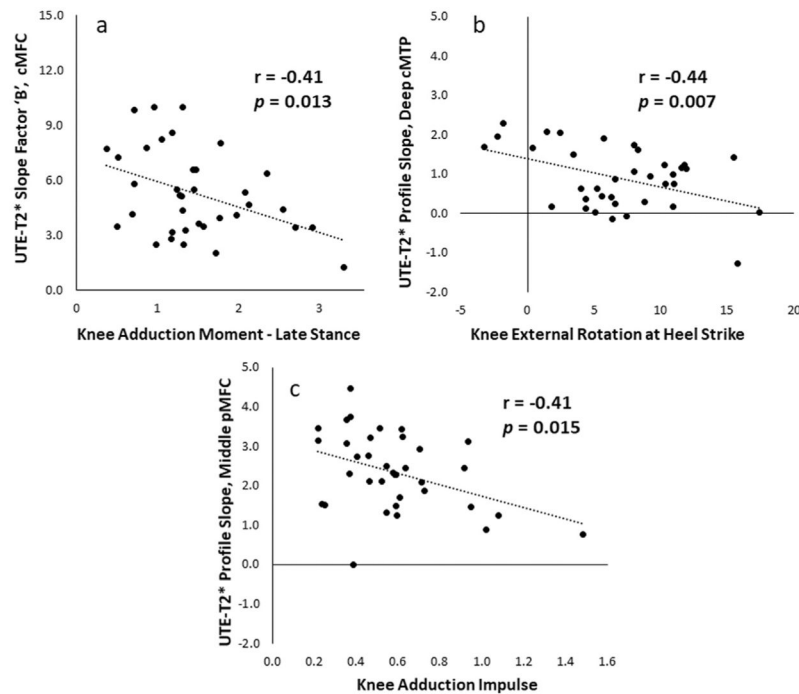 a
r = -0.41
p = 0.013
UTE-T2* Slope Factor 'B', cMFC
15.0
12.0
9.0
6.0
3.0
0.0
0
1
2
3
Knee Adduction Moment - Late Stance
b
r = -0.44
p = 0.007
UTE-T2* Profile Slope, Deep cMTP
5.0
4.0
3.0
2.0
1.0
0.0
-1.0
-2.0
-5
0
5
10
15
20
Knee External Rotation at Heel Strike
c
r = -0.41
p = 0.015
UTE-T2* Profile Slope, Middle pMFC
5.0
4.0
3.0
2.0
1.0
0.0
-1.0
-2.0
0.0
0.2
0.4
0.6
0.8
1.0
1.2
1.4
1.6
Knee Adduction Impulse